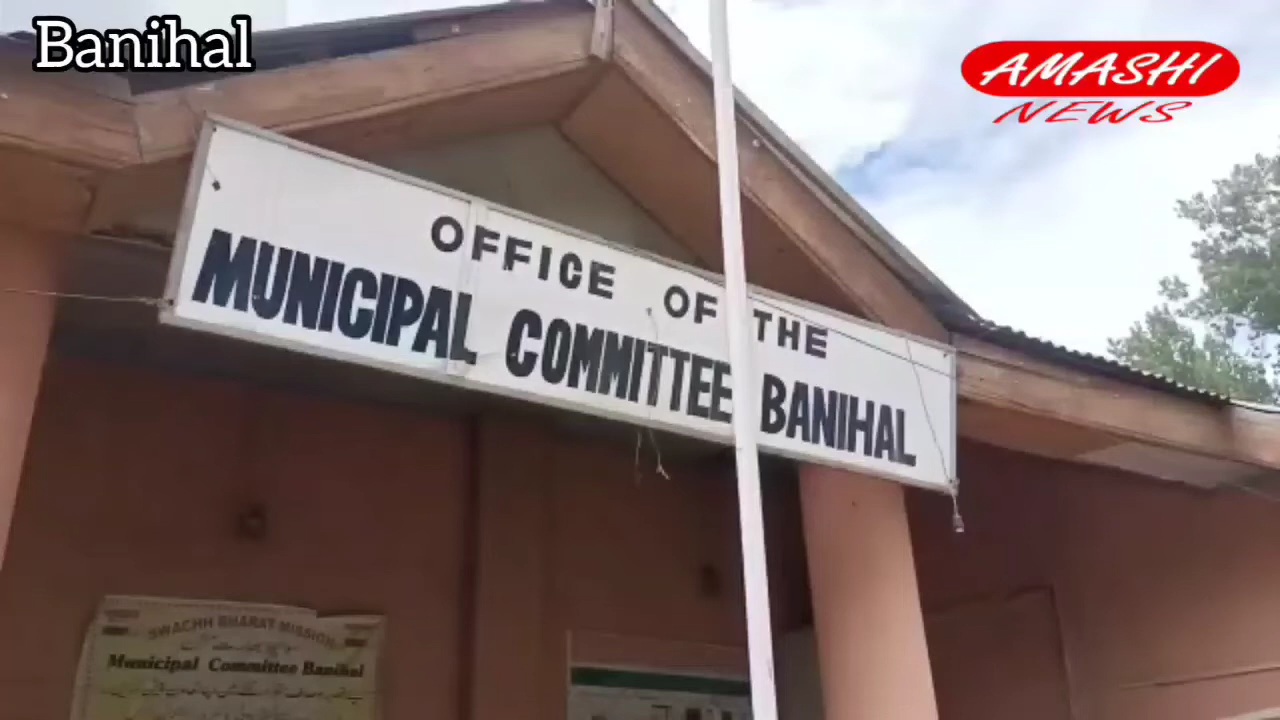 Banihal
AMASHI
NEWS
OFFICE OF THE
MUNICIPAL COMMITTEE BANIHAL
SWACHH BHARAT MISSION
Municipal Committee Banihal